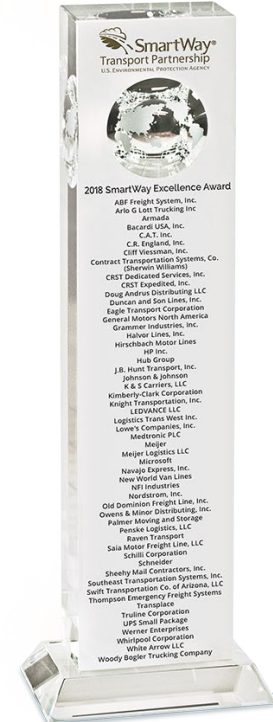 SmartWay®
Transport Partnership
U.S. ENVIRONMENTAL PROTECTION AGENCY
2018 SmartWay Excellence Award
ABF Freight System, Inc.
Arlo G Lott Trucking Inc
Armada
Bacardi USA, Inc.
C.A.T. Inc.
C.R. England, Inc.
Cliff Viessman, Inc.
Contract Transportation Systems, Co.
(Sherwin Williams)
CRST Dedicated Services, Inc.
CRST Expedited, Inc.
Doug Andrus Distributing LLC
Duncan and Son Lines, Inc.
Eagle Transport Corporation
General Motors North America
Grammer Industries, Inc.
Halvor Lines, Inc.
Hirschbach Motor Lines
HP Inc.
Hub Group
J.B. Hunt Transport, Inc.
Johnson & Johnson
K & S Carriers, LLC
Kimberly-Clark Corporation
Knight Transportation, Inc.
LEDVANCE LLC
Logistics Trans West Inc.
Lowe's Companies, Inc.
Medtronic PLC
Meijer
Meijer Logistics LLC
Microsoft
Navajo Express, Inc.
New World Van Lines
NFI Industries
Nordstrom, Inc.
Old Dominion Freight Line, Inc.
Owens & Minor Distributing, Inc.
Palmer Moving and Storage
Penske Logistics, LLC
Raven Transport
Saia Motor Freight Line, LLC
Schilli Corporation
Schneider
Sheehy Mail Contractors, Inc.
Southeast Transportation Systems, Inc.
Swift Transportation Co. of Arizona, LLC
Thompson Emergency Freight Systems
Transplace
Truline Corporation
UPS Small Package
Werner Enterprises
Whirlpool Corporation
White Arrow LLC
Woody Bogler Trucking Company